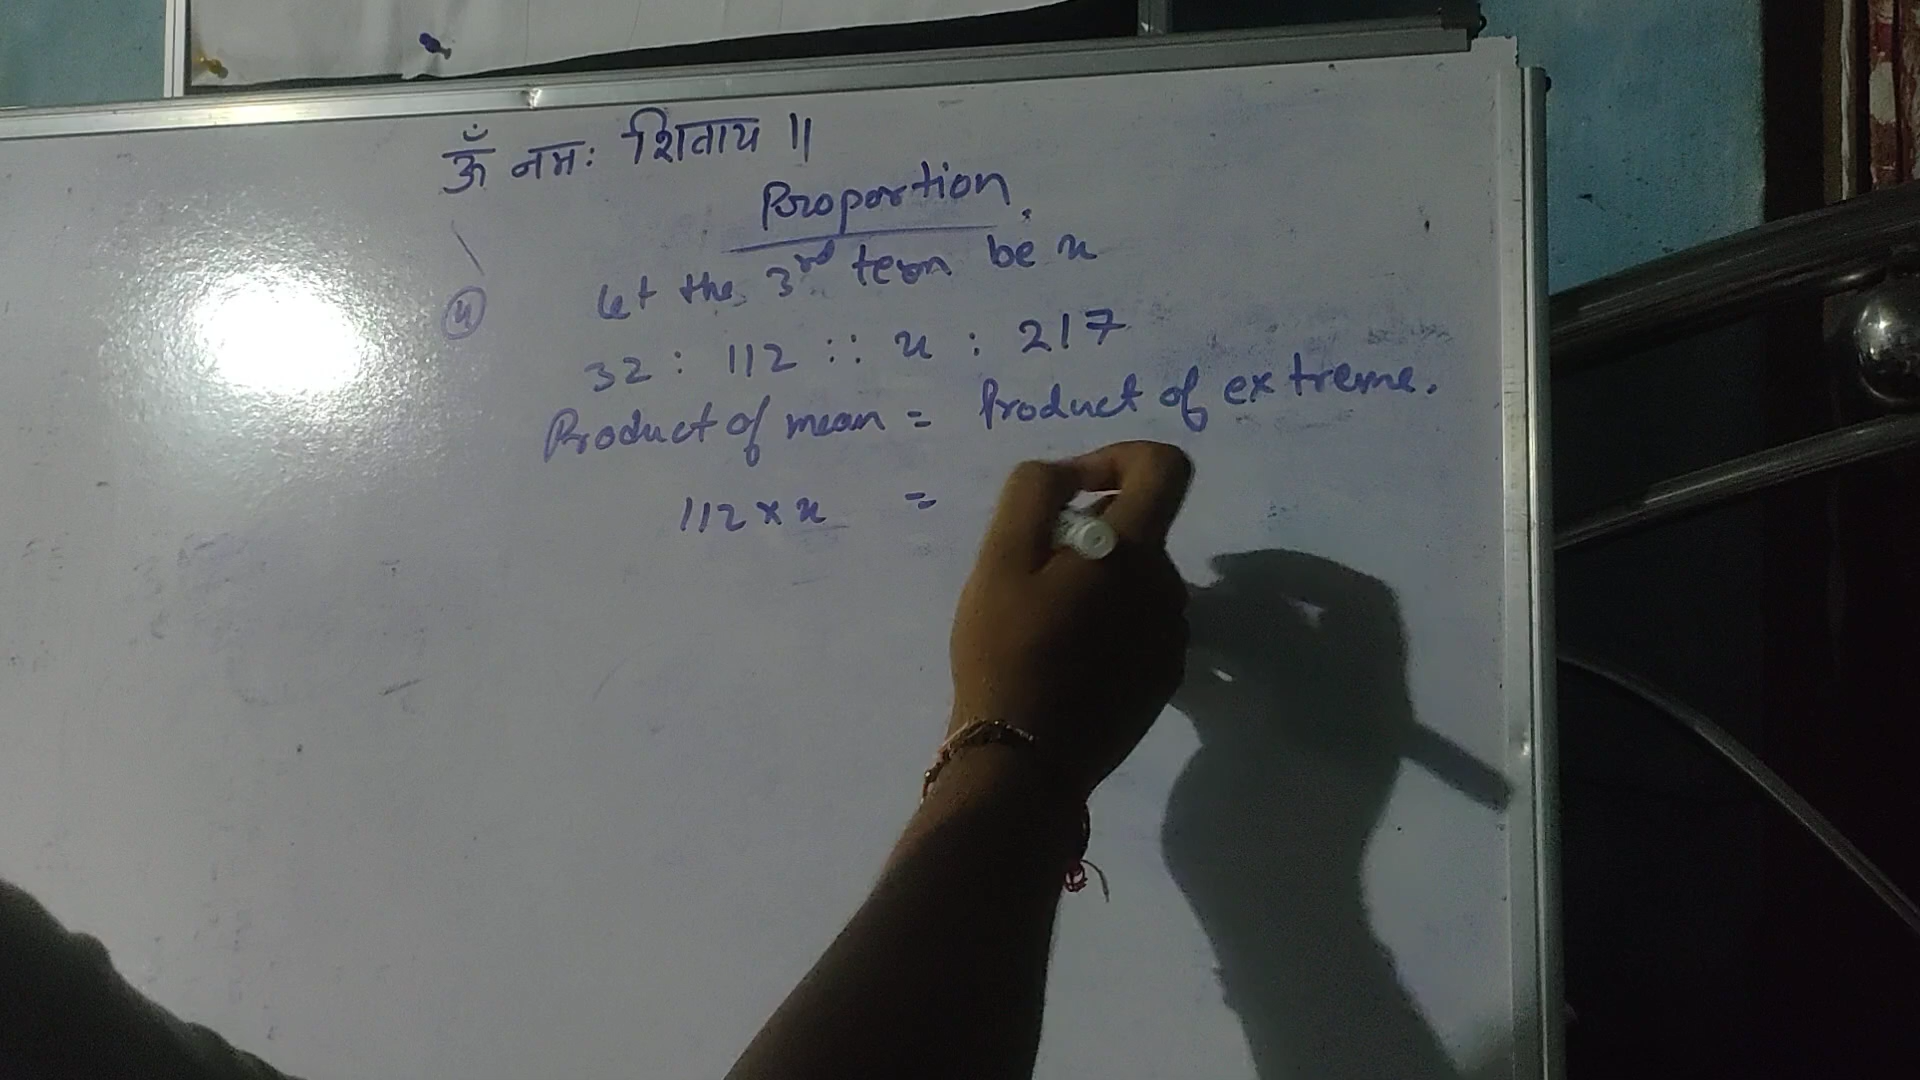 ॐ नमः शिवाय ||
Proportion.
④ let the 3rd term be x
32 : 112 :: x : 217
Product of mean = Product of extreme.
112 × x =